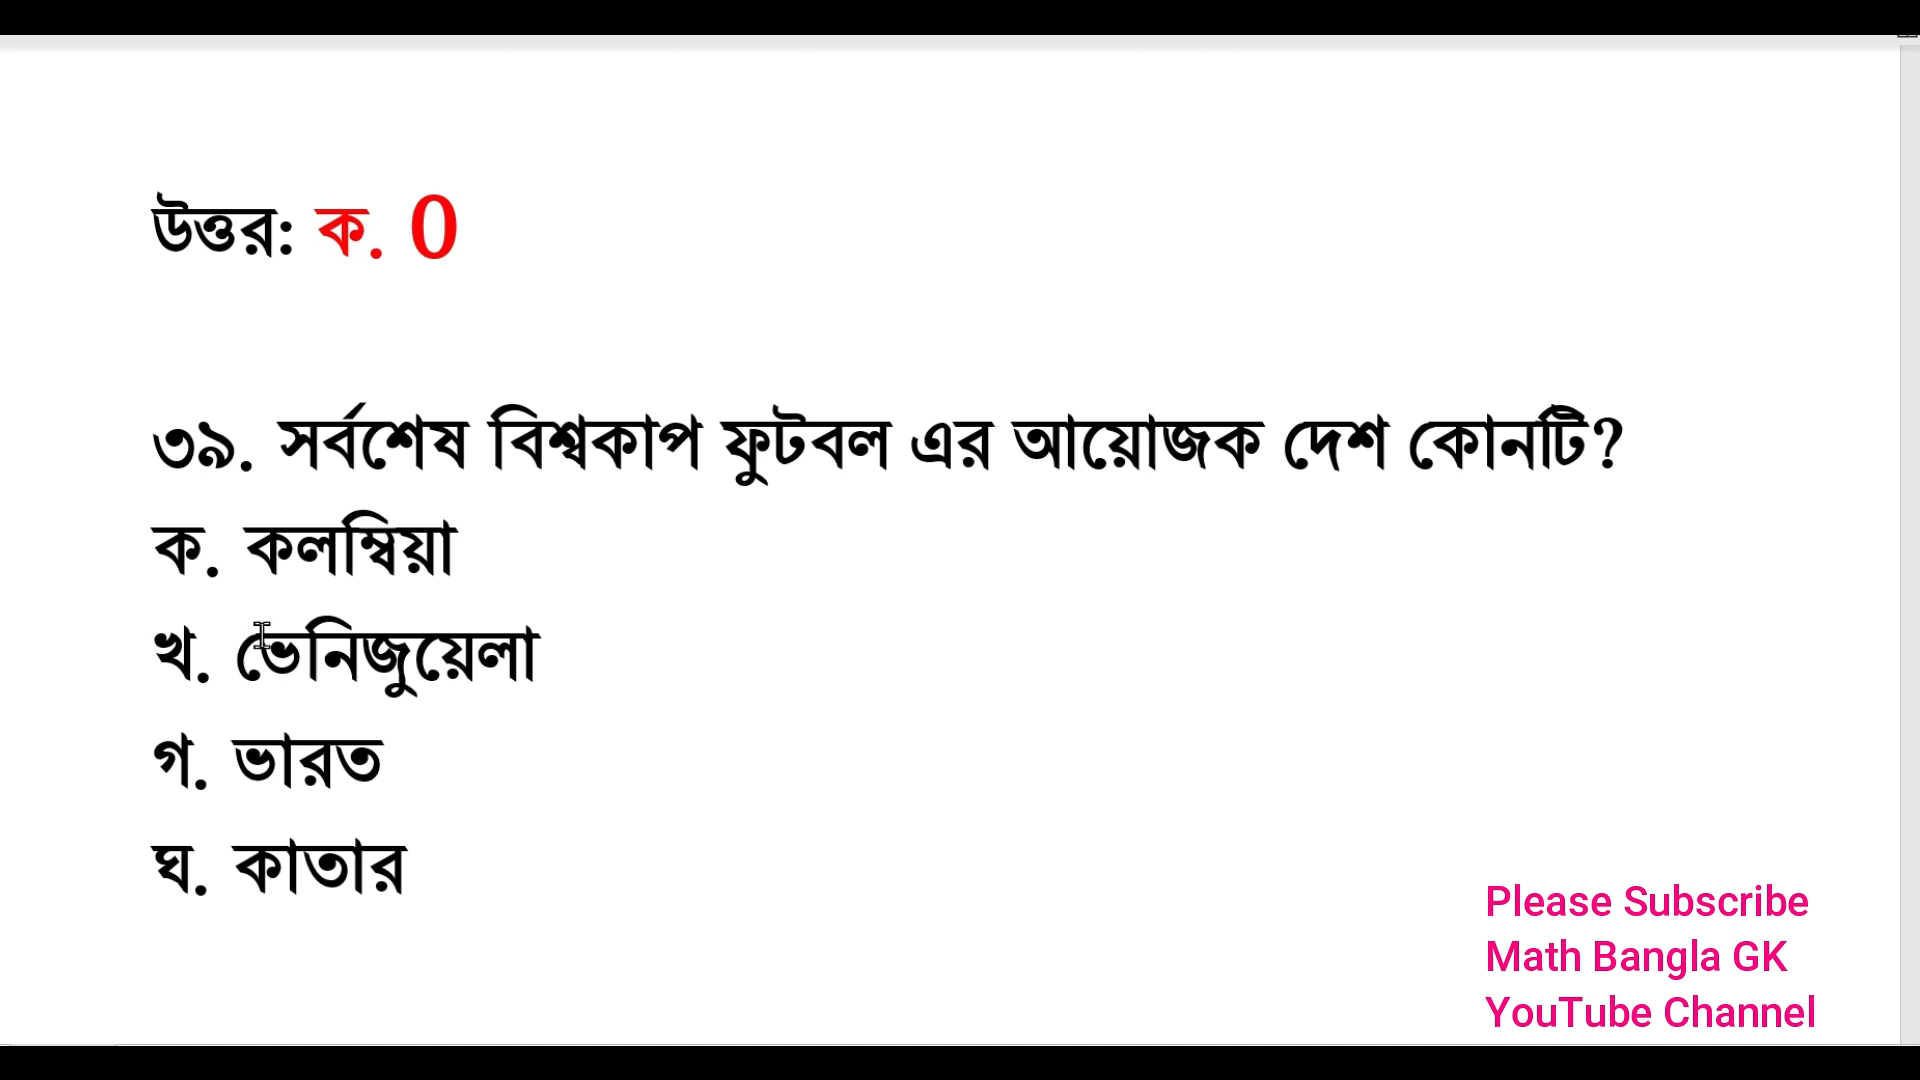 উত্তর: ক. 0
৩৯. সর্বশেষ বিশ্বকাপ ফুটবল এর আয়োজক দেশ কোনটি?
ক. কলম্বিয়া
খ. ভেনিজুয়েলা
গ. ভারত
ঘ. কাতার
Please Subscribe
Math Bangla GK
YouTube Channel